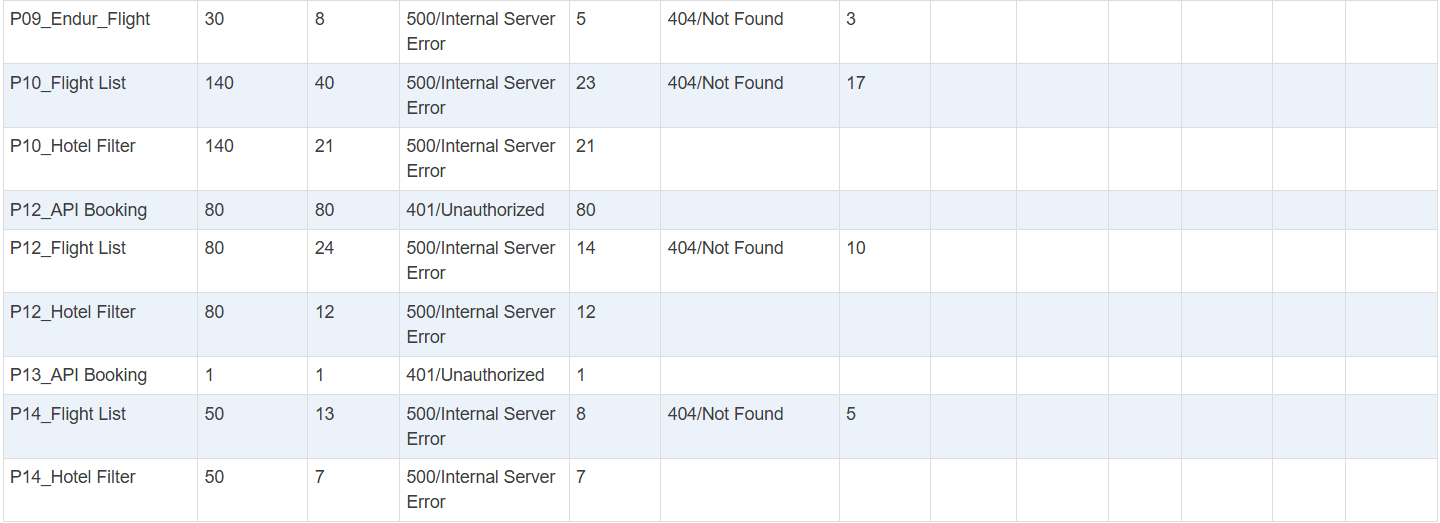 P09_Endur_Flight 30 8 500/Internal Server 5 404/Not Found 3
Error
P10_Flight List 140 40 500/Internal Server 23 404/Not Found 17
Error
P10_Hotel Filter 140 21 500/Internal Server 21
Error
P12_API Booking 80 80 401/Unauthorized 80
P12_Flight List 80 24 500/Internal Server 14 404/Not Found 10
Error
P12_Hotel Filter 80 12 500/Internal Server 12
Error
P13_API Booking 1 1 401/Unauthorized 1
P14_Flight List 50 13 500/Internal Server 8 404/Not Found 5
Error
P14_Hotel Filter 50 7 500/Internal Server 7
Error